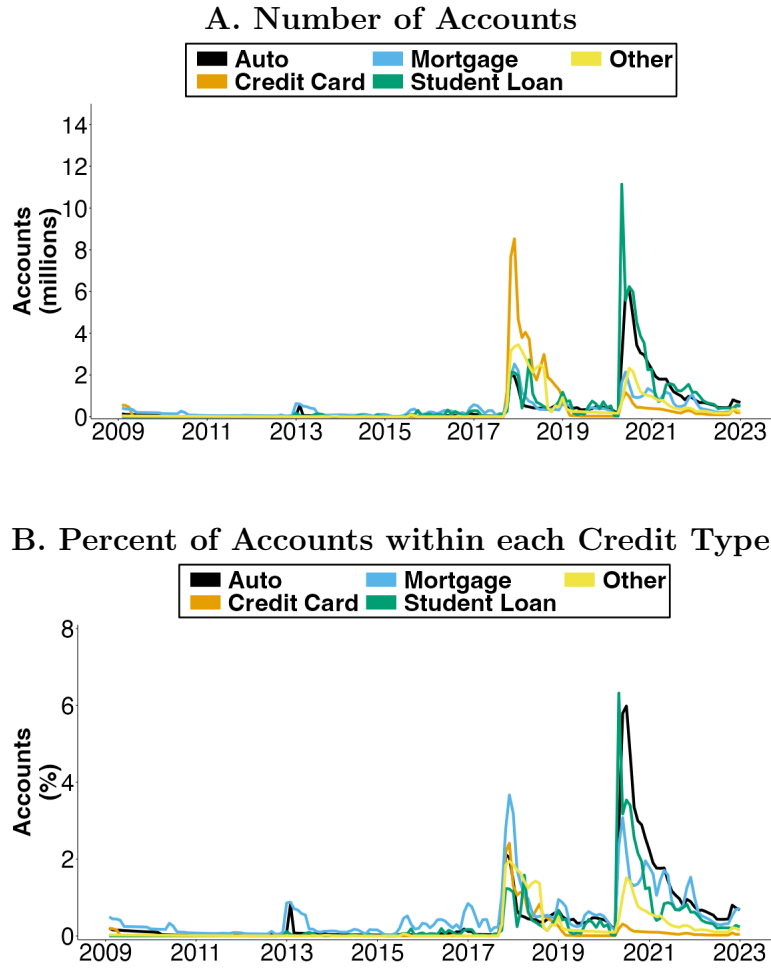 A. Number of Accounts
Auto Mortgage Other
Credit Card Student Loan
14
12
10
8
6
4
2
0
Accounts
(millions)
2009 2011 2013 2015 2017 2019 2021 2023
B. Percent of Accounts within each Credit Type
Auto Mortgage Other
Credit Card Student Loan
8
6
4
2
0
Accounts
(%)
2009 2011 2013 2015 2017 2019 2021 2023